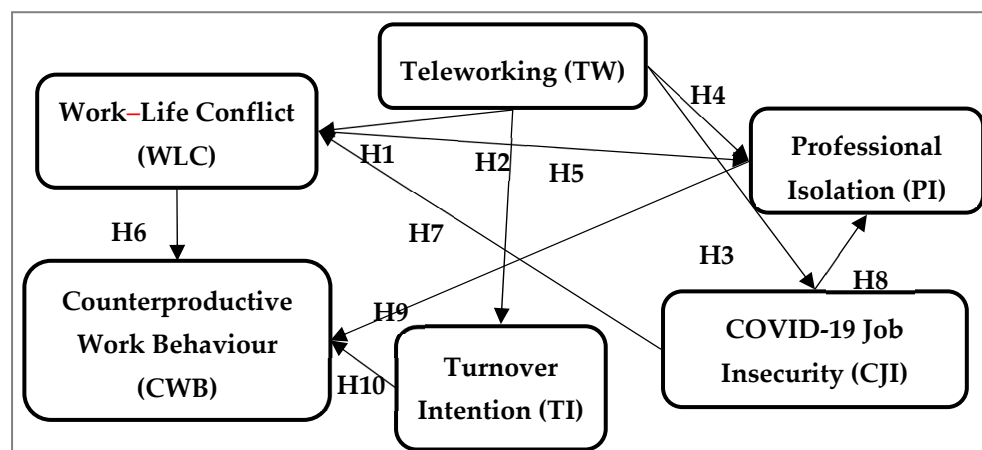 Teleworking (TW)
Work–Life Conflict
(WLC)
H4
Professional
Isolation (PI)
H1
H2
H5
H6
H7
H3
H8
Counterproductive
Work Behaviour
(CWB)
H9
H10
Turnover
Intention (TI)
COVID-19 Job
Insecurity (CJI)